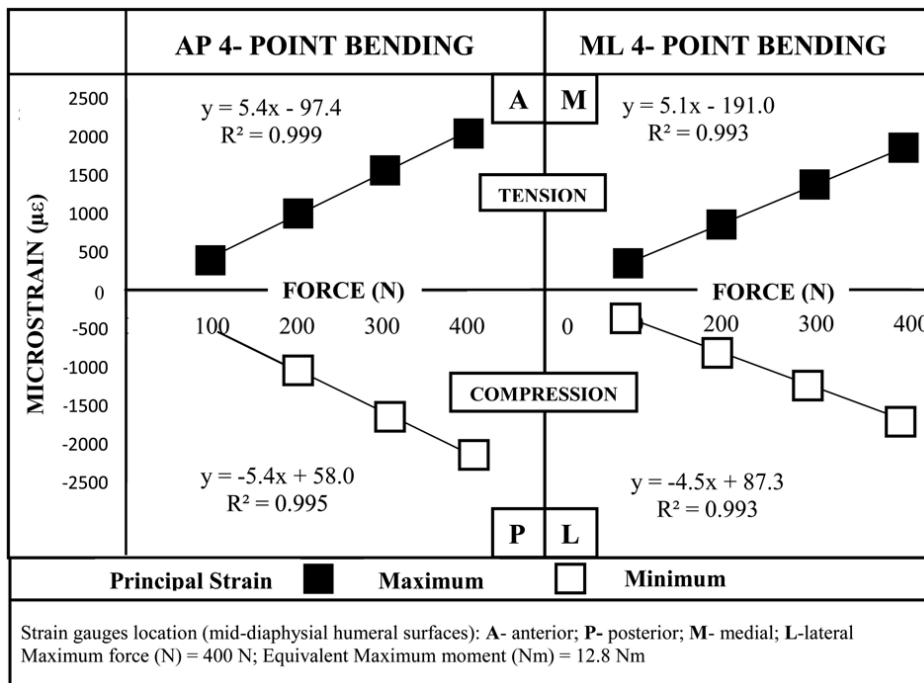 AP 4- POINT BENDING
ML 4- POINT BENDING
MICROSTRAIN (µε)
2500
2000
1500
1000
500
0
-500
-1000
-1500
-2000
-2500
y = 5.4x - 97.4
R² = 0.999
A
M
y = 5.1x - 191.0
R² = 0.993
TENSION
FORCE (N)
FORCE (N)
100 200 300 400
0 200 300 400
COMPRESSION
y = -5.4x + 58.0
R² = 0.995
y = -4.5x + 87.3
R² = 0.993
P
L
Principal Strain Maximum Minimum
Strain gauges location (mid-diaphysial humeral surfaces): A- anterior; P- posterior; M- medial; L-lateral
Maximum force (N) = 400 N; Equivalent Maximum moment (Nm) = 12.8 Nm